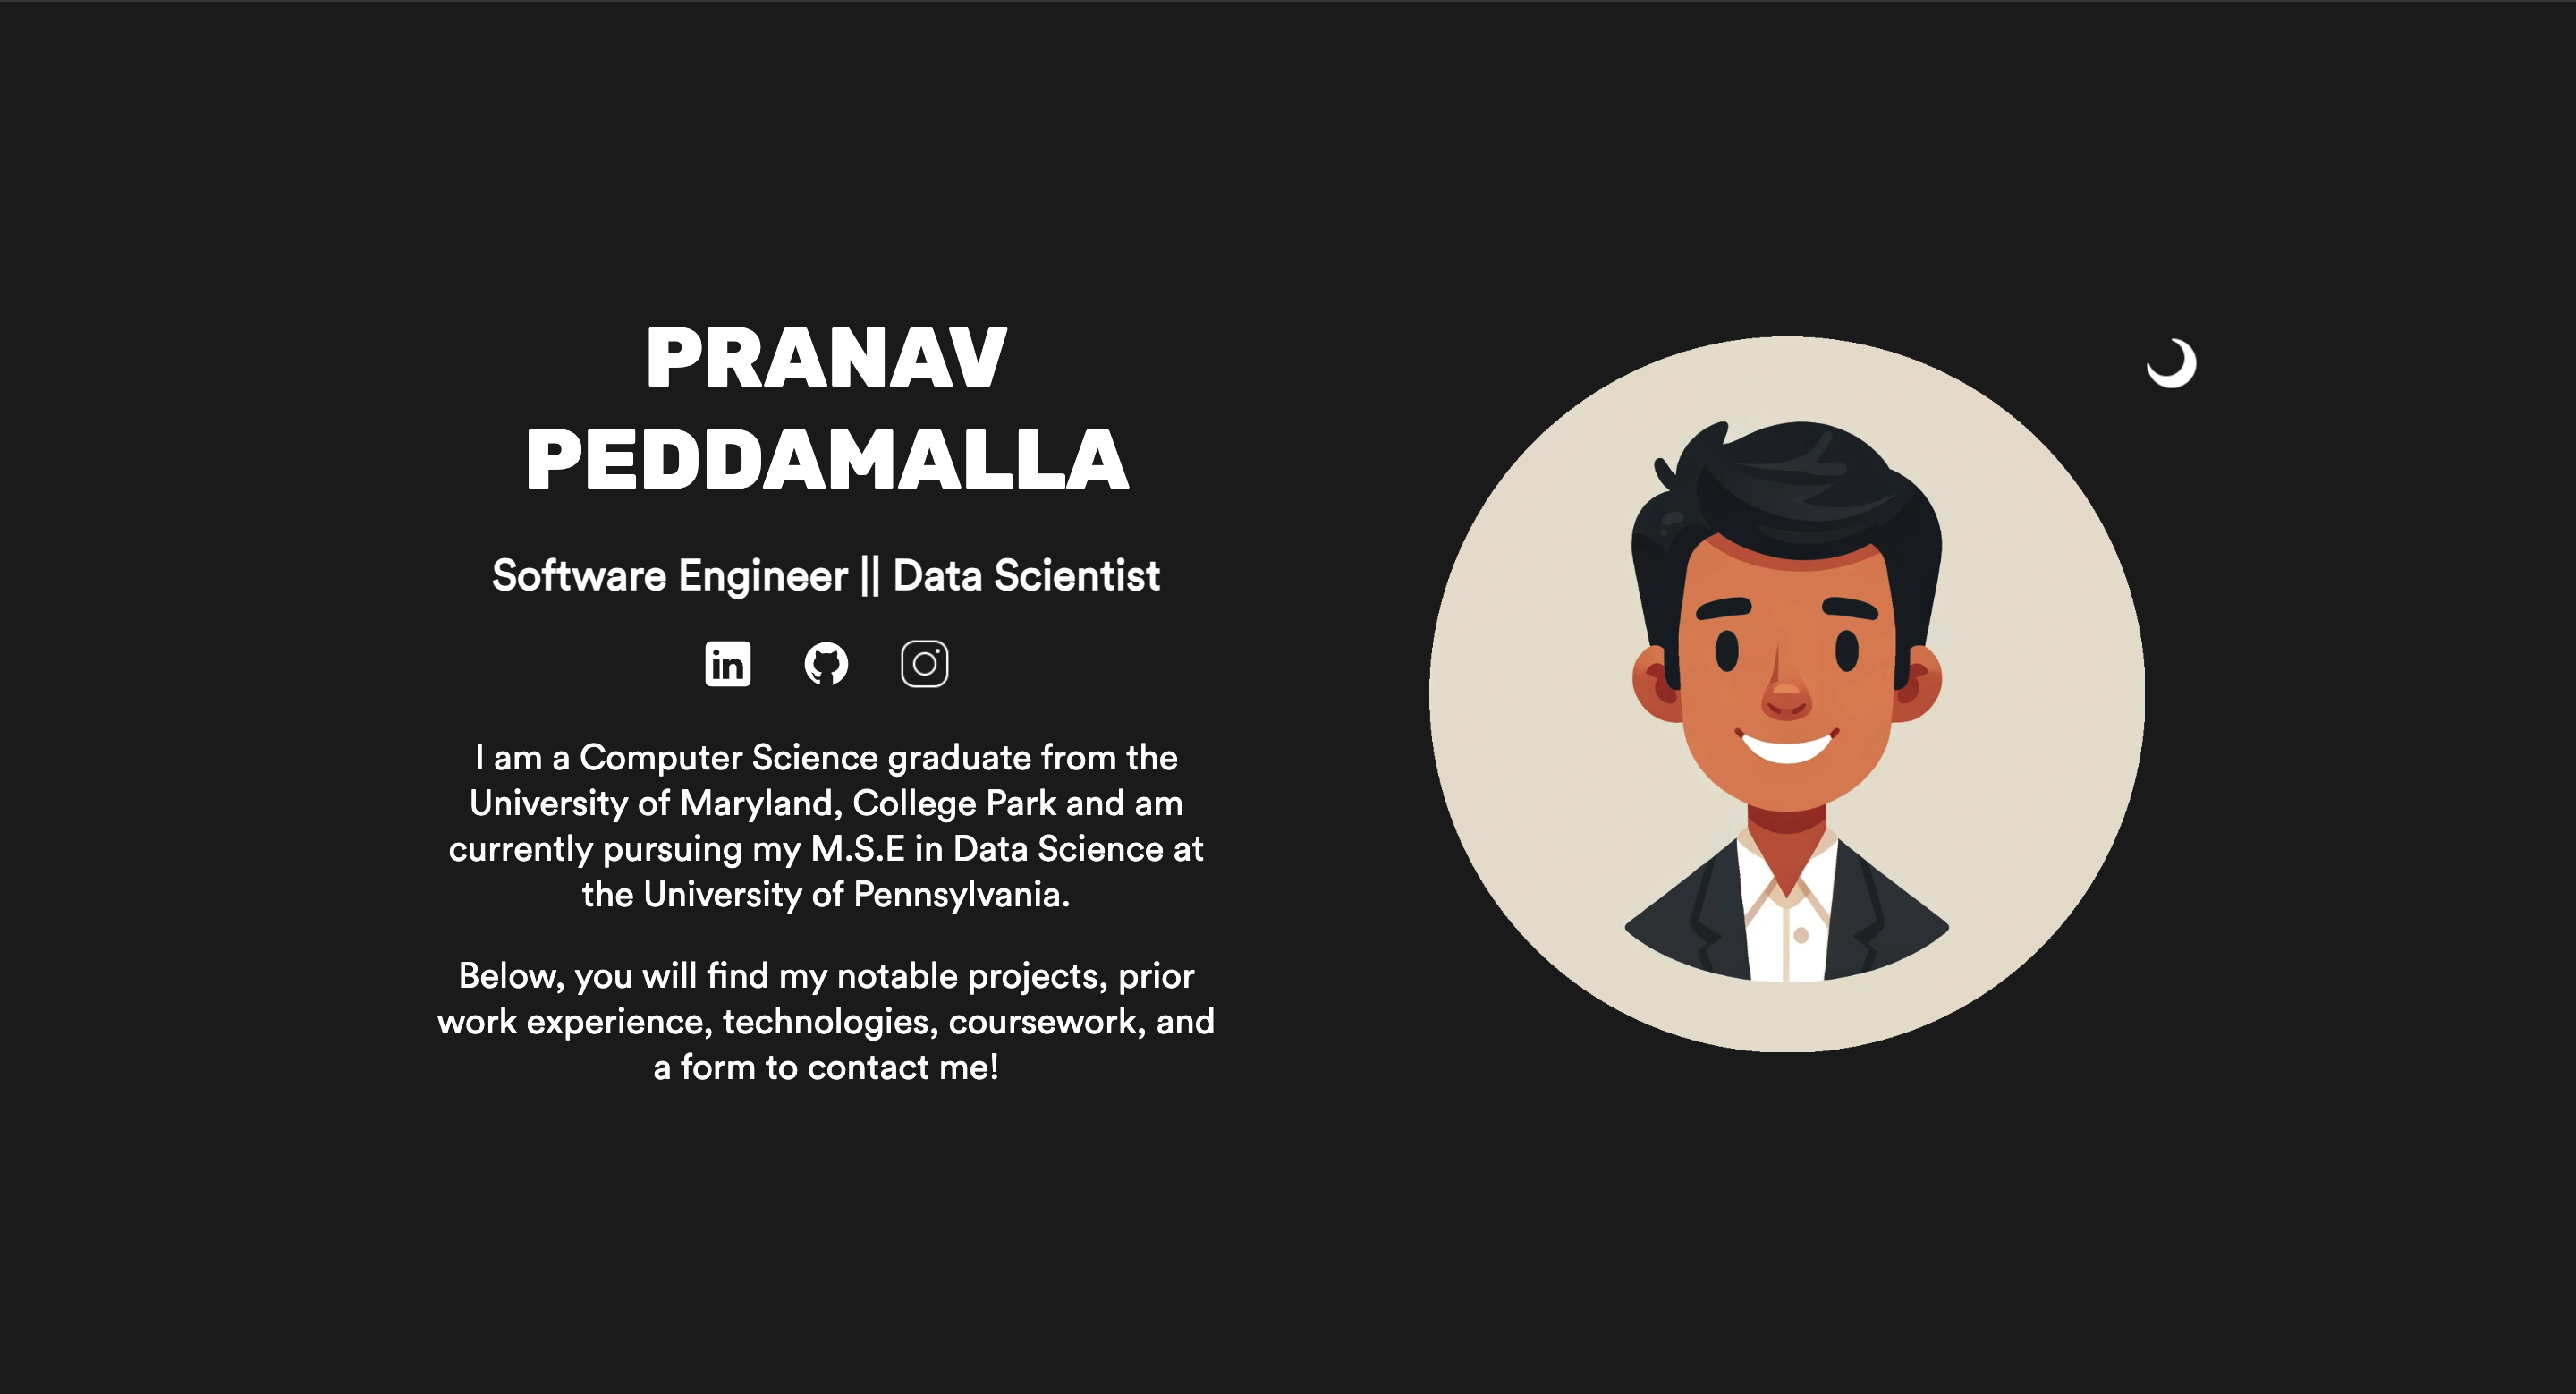 PRANAV
PEDDAMALLA
Software Engineer || Data Scientist
in
I am a Computer Science graduate from the
University of Maryland, College Park and am
currently pursuing my M.S.E in Data Science at
the University of Pennsylvania.
Below, you will find my notable projects, prior
work experience, technologies, coursework, and
a form to contact me!